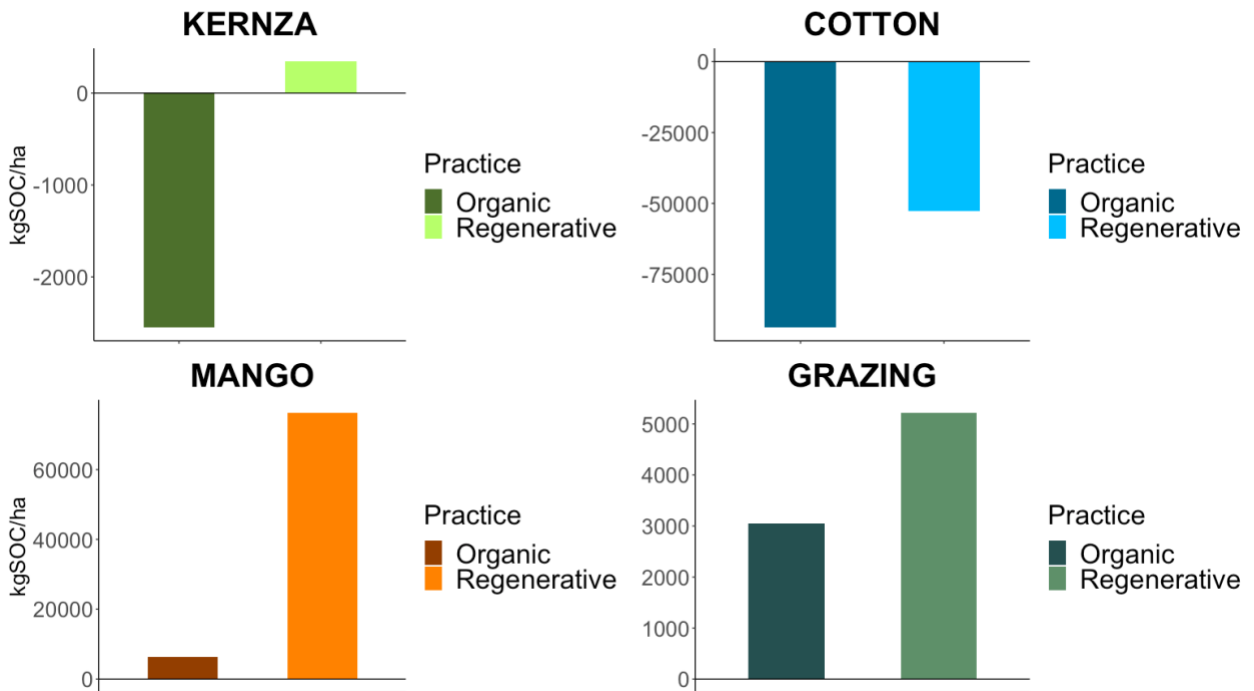 KERNZA
kgSOC/ha
0
-1000
-2000
Practice
Organic
Regenerative
COTTON
0
-25000
-50000
-75000
Practice
Organic
Regenerative
MANGO
kgSOC/ha
60000
40000
20000
0
Practice
Organic
Regenerative
GRAZING
5000
4000
3000
2000
1000
0
Practice
Organic
Regenerative